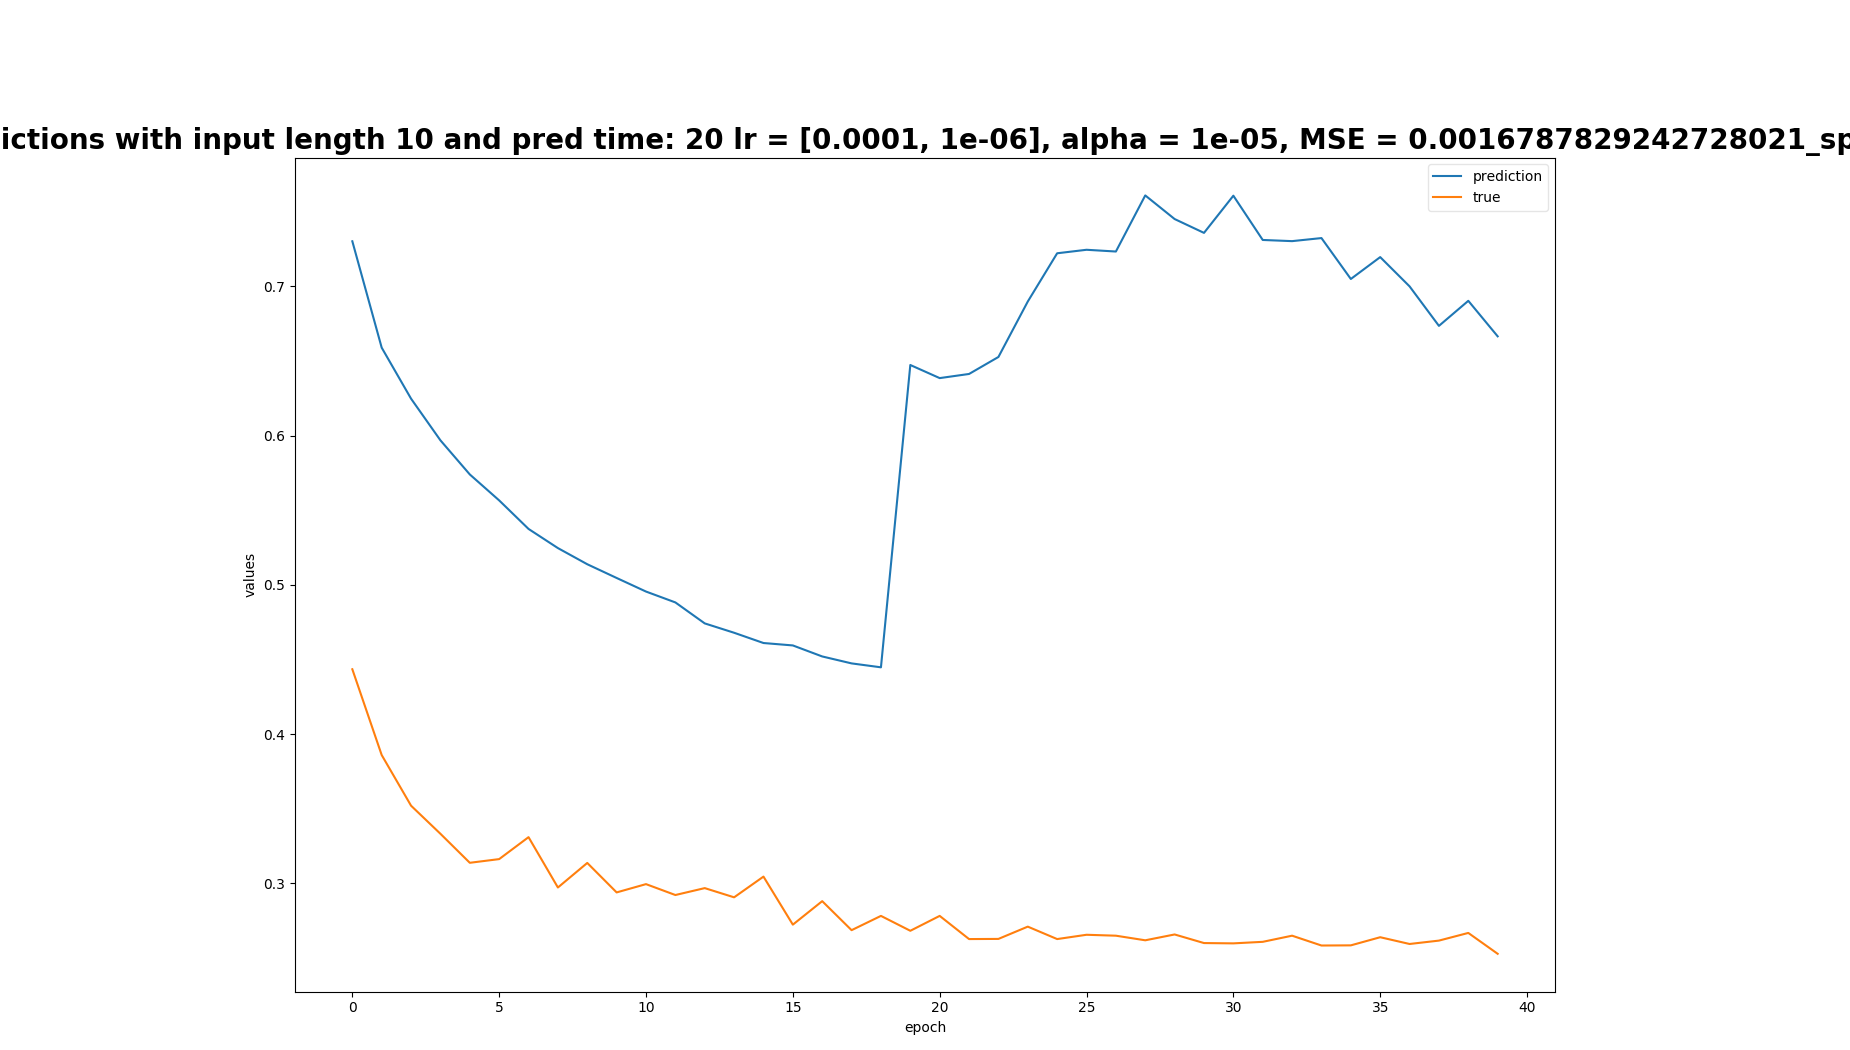 ictions with input length 10 and pred time: 20 lr = [0.0001, 1e-06], alpha = 1e-05, MSE = 0.0016787829242728021_sp
prediction
true
0.7
0.6
0.5
0.4
0.3
values
0 5 10 15 20 25 30 35 40
epoch